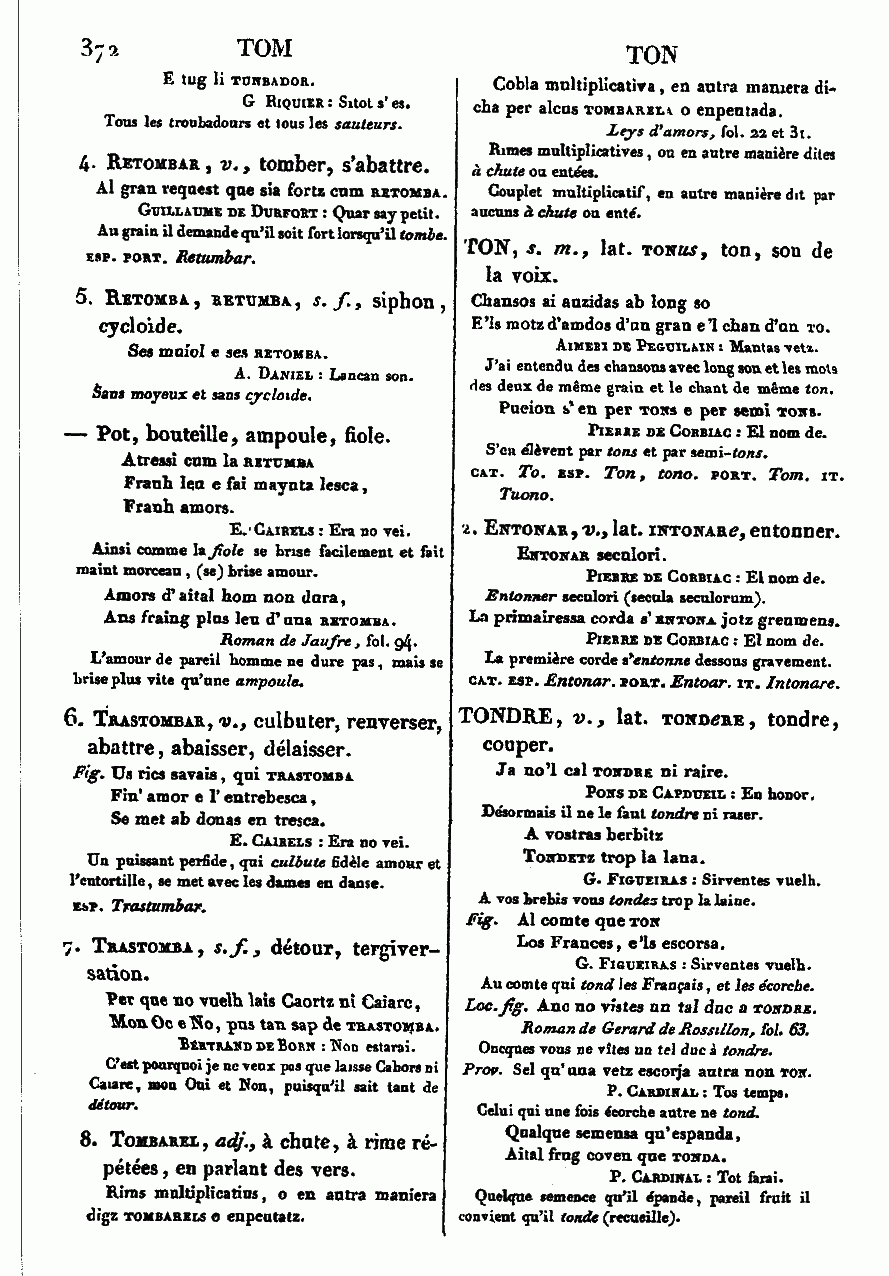 372 TOM
E tug li TUNBADOR.
G RIQUIER : Sitot s'es.
Tous les troubadours et tous les sauteurs.
4. RETOMBAR, v., tomber, s'abattre.
Al gran request que sia fortz cum RETOMBA.
GUILLAUME DE DURFORT : Quar say petit.
Au grain il demande qu'il soit fort lorsqu'il tombe.
ESP. PORT. Retumbar.
5. RETOMBA, RETUMBA, s. f., siphon,
cycloide.
Ses muiol e ses RETOMBA.
A. DANIEL : Lancan son.
Sans moyeux et sans cycloide.
— Pot, bouteille, ampoule, fiole.
Atressi cum la RETUMBA
Franh leu e fai maynta lesca,
Franh amors.
E. CAIRELS : Era no vei.
Ainsi comme la fiole se brise facilement et fait
maint morceau, (se) brise amour.
Amors d'aital hom non dura,
Ans fraing plus leu d'una RETOMBA.
Roman de Jaufre, fol. 94.
L'amour de pareil homme ne dure pas, mais se
brise plus vite qu'une ampoule.
6. TRASTOMBAR, v., culbuter, renverser,
abattre, abaisser, délaisser.
Fig. Us rics savais, qui TRASTOMBA
Fin' amor e l'entrebesca,
Se met ab donas en tresca.
E. CAIRELS : Era no vei.
Un puissant perfide, qui culbute fidèle amour et
l'entortille, se met avec les dames en danse.
ESP. Trastumbar.
7. TRASTOMBA, s. f., détour, tergiver-
sation.
Per que no vuelh lais Caortz ni Caiarc,
Mon Oc e No, pus tan sap de TRASTOMBA.
BERTRAND DE BORN : Non estarai.
C'est pourquoi je ne veux pas que laisse Cahors ni
Caiarc, mon Oui et Non, puisqu'il sait tant de
détour.
8. TOMBAREL, adj., à chute, à rime ré-
pétées, en parlant des vers.
Rims multiplicatius, o en autra maniera
digz TOMBARELS o enpeutatz.
TON
Cobla multiplicativa, en autra maniera di-
cha per alcus TOMBARELA o enpeutada.
Leys d'amors, fol. 22 et 31.
Rimes multiplicatives, ou en autre manière dites
à chute ou entées.
Couplet multiplicatif, en autre manière dit par
aucuns à chute ou enté.
TON, s. m., lat. TONUS, ton, son de
la voix.
Chansos ai auzidas ab long so
E'ls motz d'amdos d'un gran e'l chan d'un TO.
AIMERI DE PEGUILAIN : Mantas vetz.
J'ai entendu des chansons avec long son et les mots
des deux de même grain et le chant de même ton.
Pueion s'en per TONS e per semi TONS.
PIERRE DE CORBIAC : El nom de.
S'en élèvent par tons et par semi-tons.
CAT. To. ESP. Ton, tono. PORT. Tom. IT.
Tuono.
2. ENTONAR, v., lat. INTONARe, entonner.
ENTONAR seculori.
PIERRE DE CORBIAC : El nom de.
Entonner seculori (secula seculorum).
La primairessa corda s'ENTONA jotz greumens.
PIERRE DE CORBIAC : El nom de.
La première corde s'entonne dessous gravement.
CAT. ESP. Entonar. PORT. Entoar. IT. Intonare.
TONDRE, v., lat. TONDeRE, tondre,
couper.
Ja no'l cal TONDRE ni raire.
PONS DE CAPDUEIL : En honor.
Désormais il ne le faut tondre ni raser.
A vostras berbitz
TONDETZ trop la lana.
G. FIGUEIRAS : Sirventes vuelh.
A vos brebis vous tondez trop la laine.
Fig. Al comte que TON
Los Frances, e'ls escorsa.
G. FIGUEIRAS : Sirventes vuelh.
Au comte qui tond les Français, et les écorche.
Loc. fig. Anc no vistes un tal duc a TONDRE.
Roman de Gerard de Rossillon, fol. 63.
Oncques vous ne vîtes un tel duc à tondre.
Prov. Sel qu'una vetz escorja autra non TON.
P. CARDINAL : Tos temps.
Celui qui une fois écorche autre ne tond.
Qualque semensa qu'espanda,
Aital frug coven que TONDA.
P. CARDINAL : Tot farai.
Quelque semence qu'il épande, pareil fruit il
convient qu'il tonde (recueille).